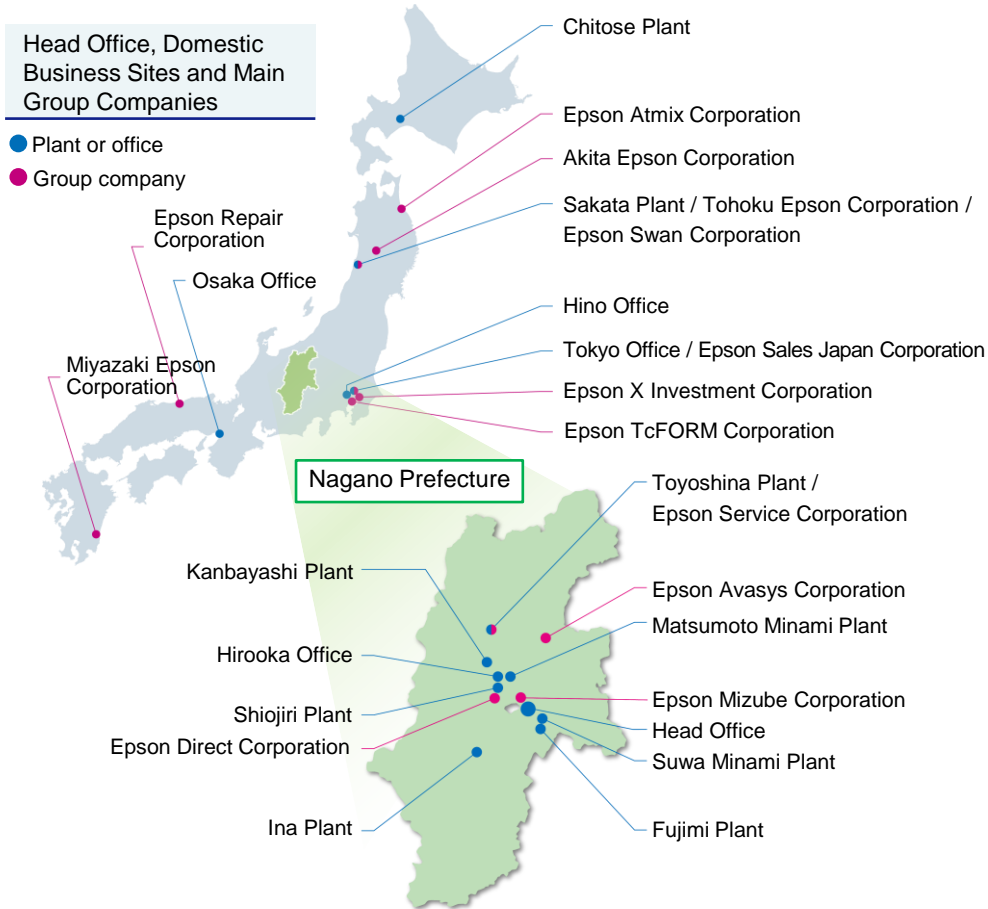 Head Office, Domestic
Business Sites and Main
Group Companies
Plant or office
Group company
Chitose Plant
Epson Atmix Corporation
Akita Epson Corporation
Sakata Plant / Tohoku Epson Corporation /
Epson Swan Corporation
Epson Repair
Corporation
Osaka Office
Miyazaki Epson
Corporation
Hino Office
Tokyo Office / Epson Sales Japan Corporation
Epson X Investment Corporation
Epson TcFORM Corporation
Nagano Prefecture
Toyoshina Plant /
Epson Service Corporation
Kanbayashi Plant
Epson Avasys Corporation
Matsumoto Minami Plant
Hirooka Office
Shiojiri Plant
Epson Mizube Corporation
Head Office
Epson Direct Corporation
Suwa Minami Plant
Ina Plant
Fujimi Plant